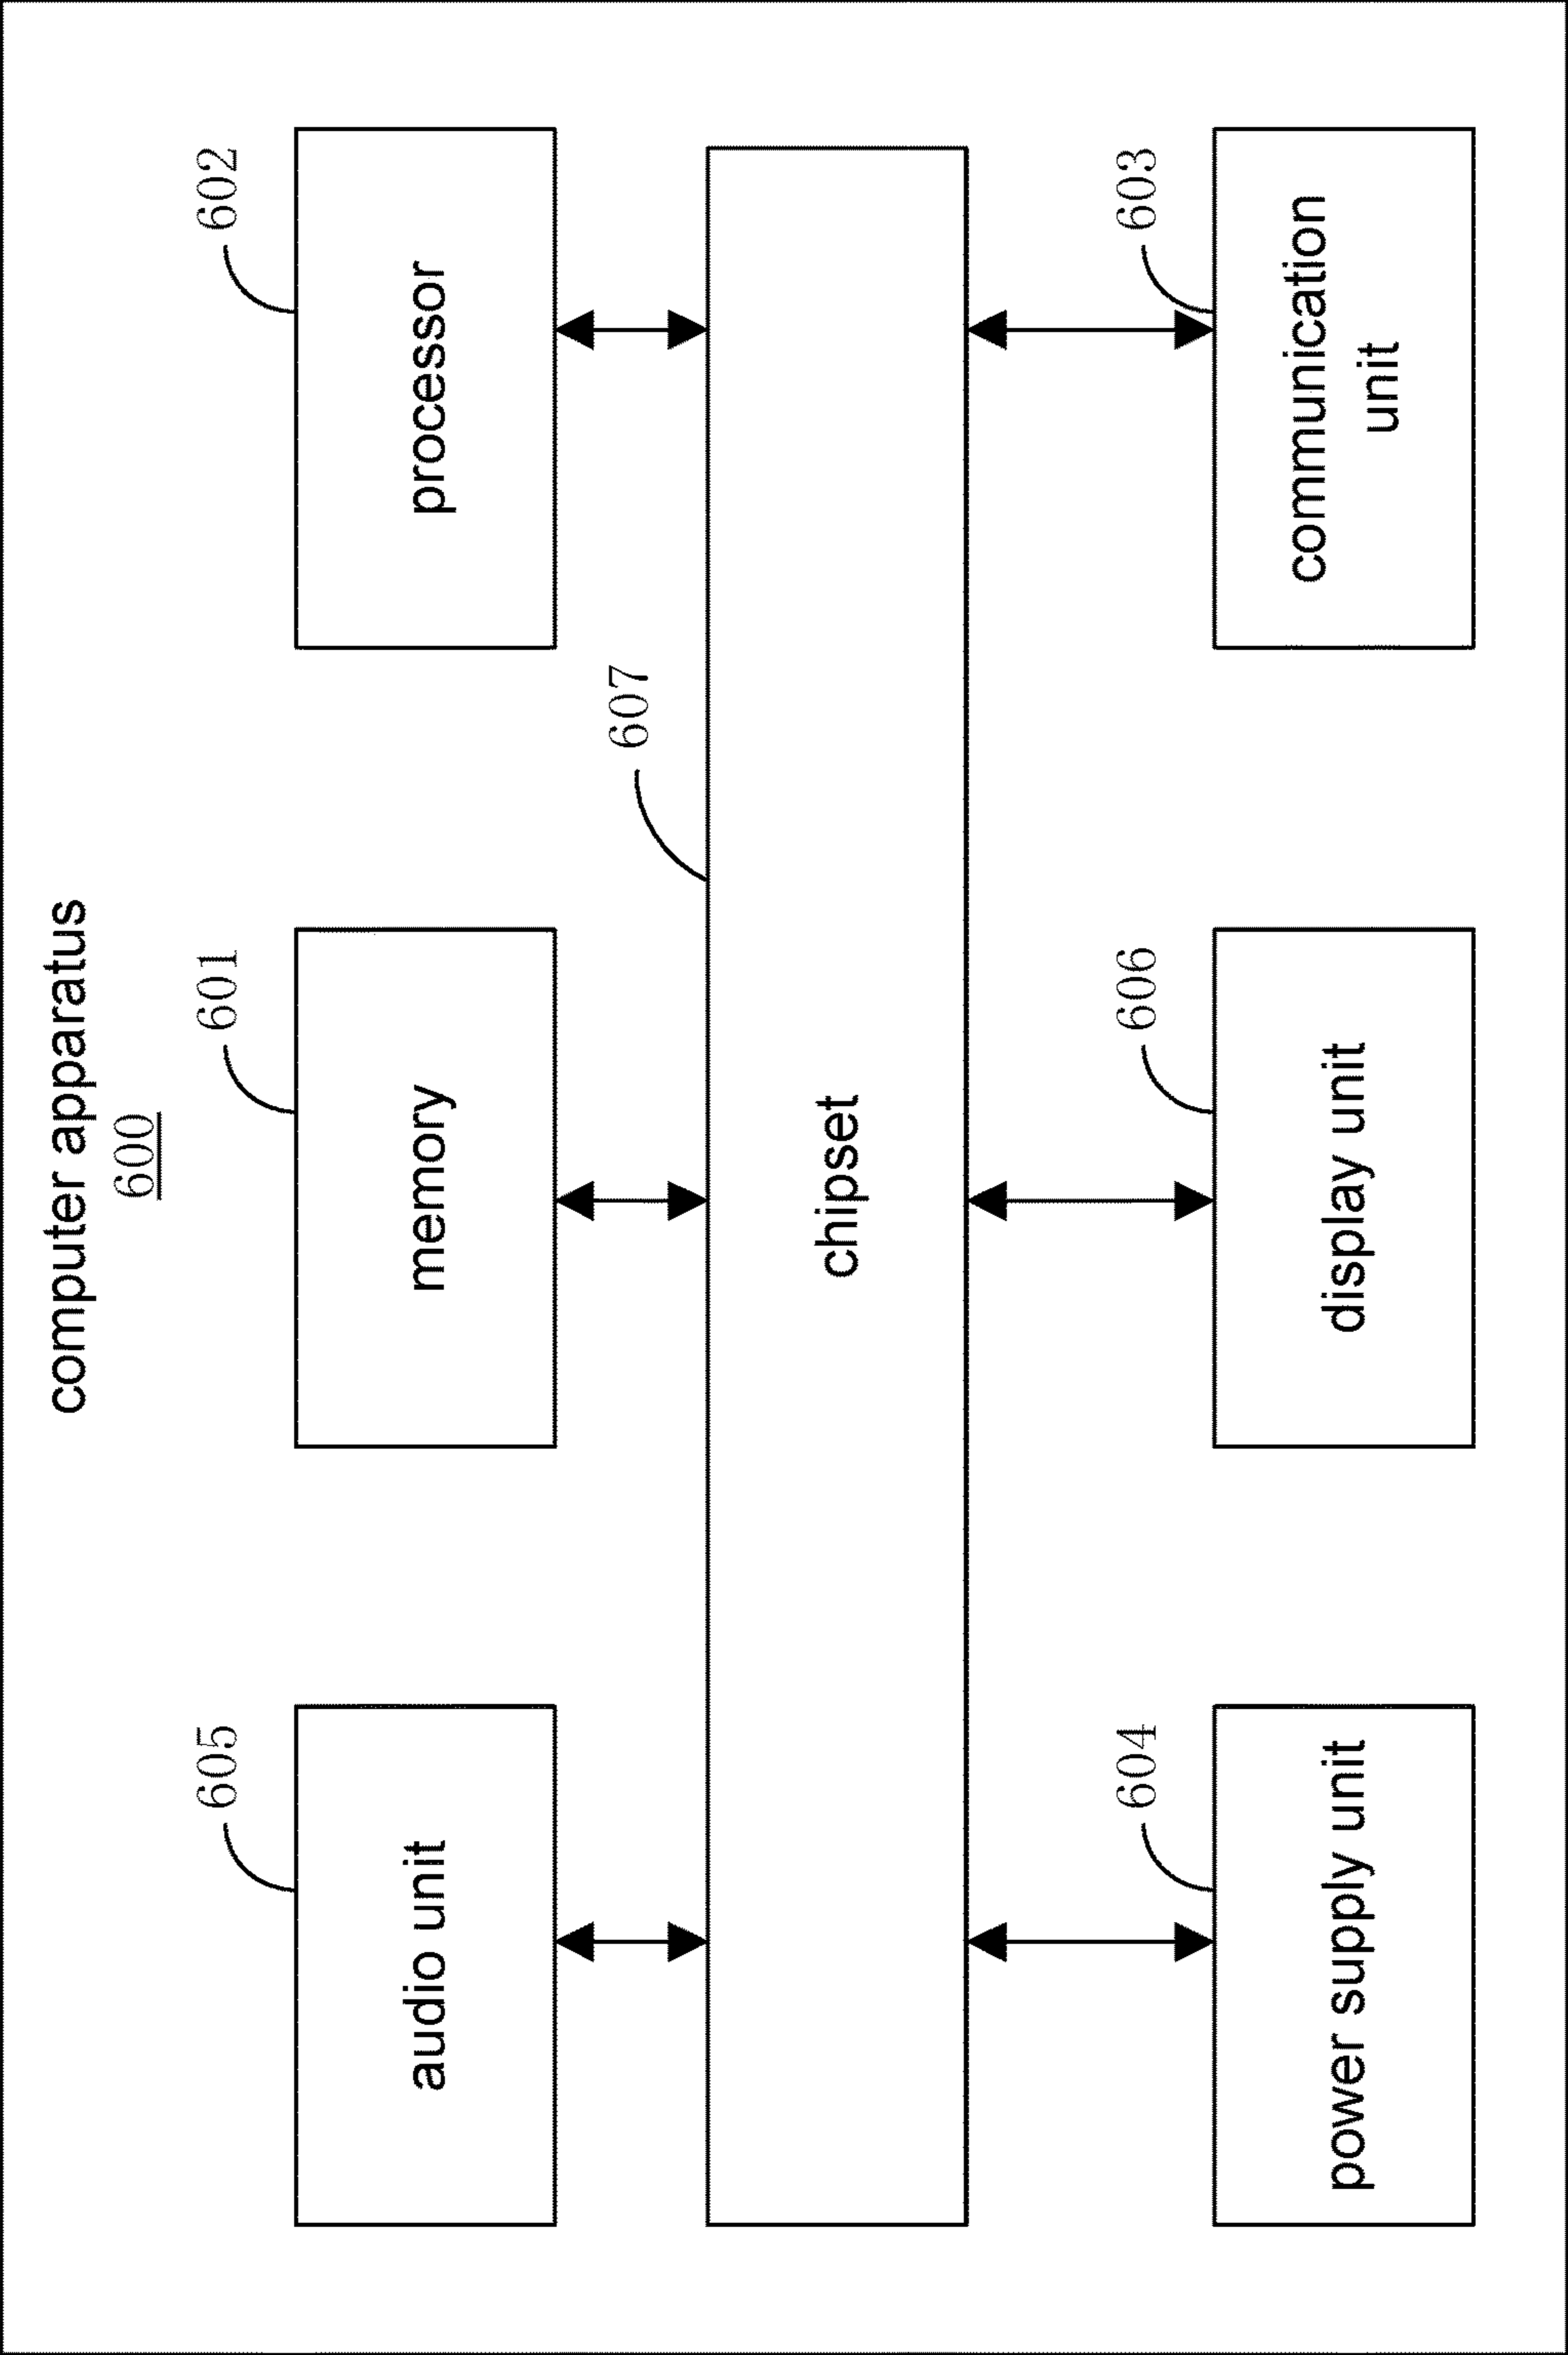 computer apparatus
600
605
601
602
audio unit
memory
processor
607
chipset
604
606
603
power supply unit
display unit
communication
unit